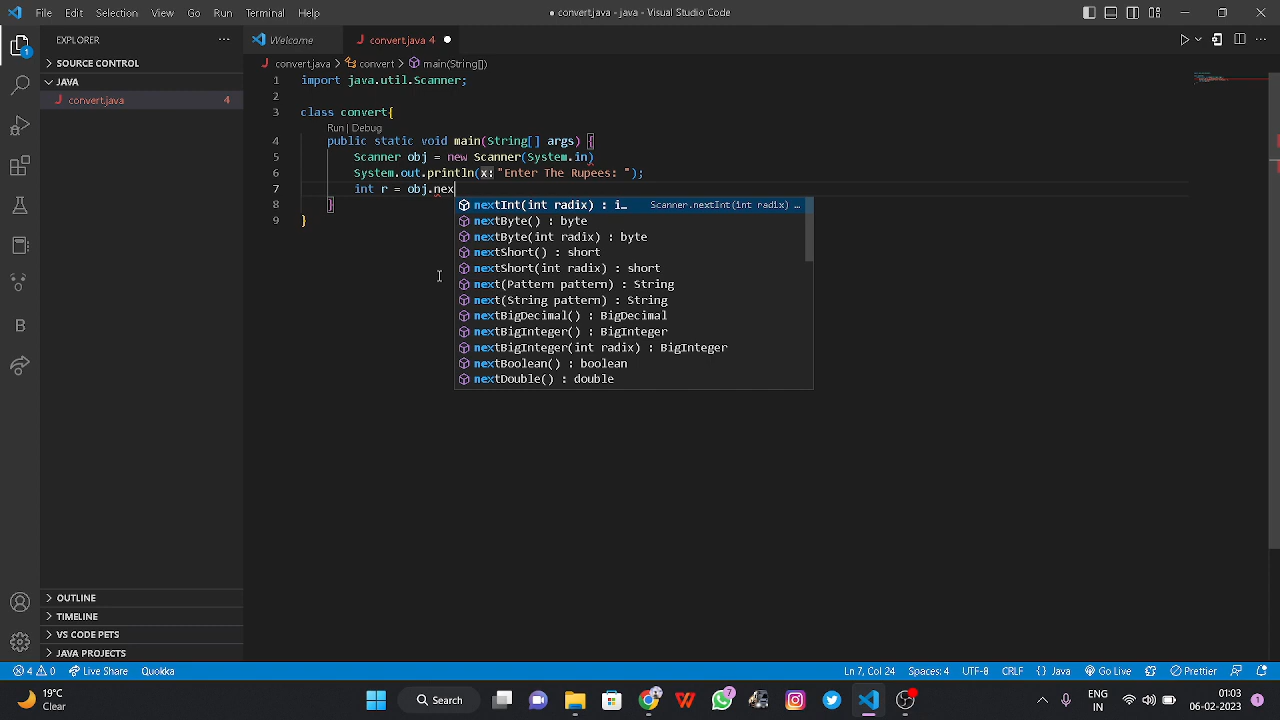 File Edit Selection View Go Run Terminal Help
● convert.java - java - Visual Studio Code
EXPLORER
Welcome
convert.java 4
SOURCE CONTROL
convert.java > convert > main(String[])
JAVA
convert.java 4
1 import java.util.Scanner;
2
3 class convert{
Run | Debug
4 public static void main(String[] args) {
5 Scanner obj = new Scanner(System.in)
6 System.out.println(x:"Enter The Rupees: ");
7 int r = obj.nex
8 }
9 }
nextInt(int radix) : i… Scanner.nextInt(int radix) …
nextByte() : byte
nextByte(int radix) : byte
nextShort() : short
nextShort(int radix) : short
next(Pattern pattern) : String
next(String pattern) : String
nextBigDecimal() : BigDecimal
nextBigInteger() : BigInteger
nextBigInteger(int radix) : BigInteger
nextBoolean() : boolean
nextDouble() : double
1
B
OUTLINE
TIMELINE
VS CODE PETS
JAVA PROJECTS
4 0 Live Share Quokka
Ln 7, Col 24 Spaces: 4 UTF-8 CRLF {} Java Go Live Prettier
19°C
Clear
Search
7
ENG
IN
01:03
06-02-2023
1